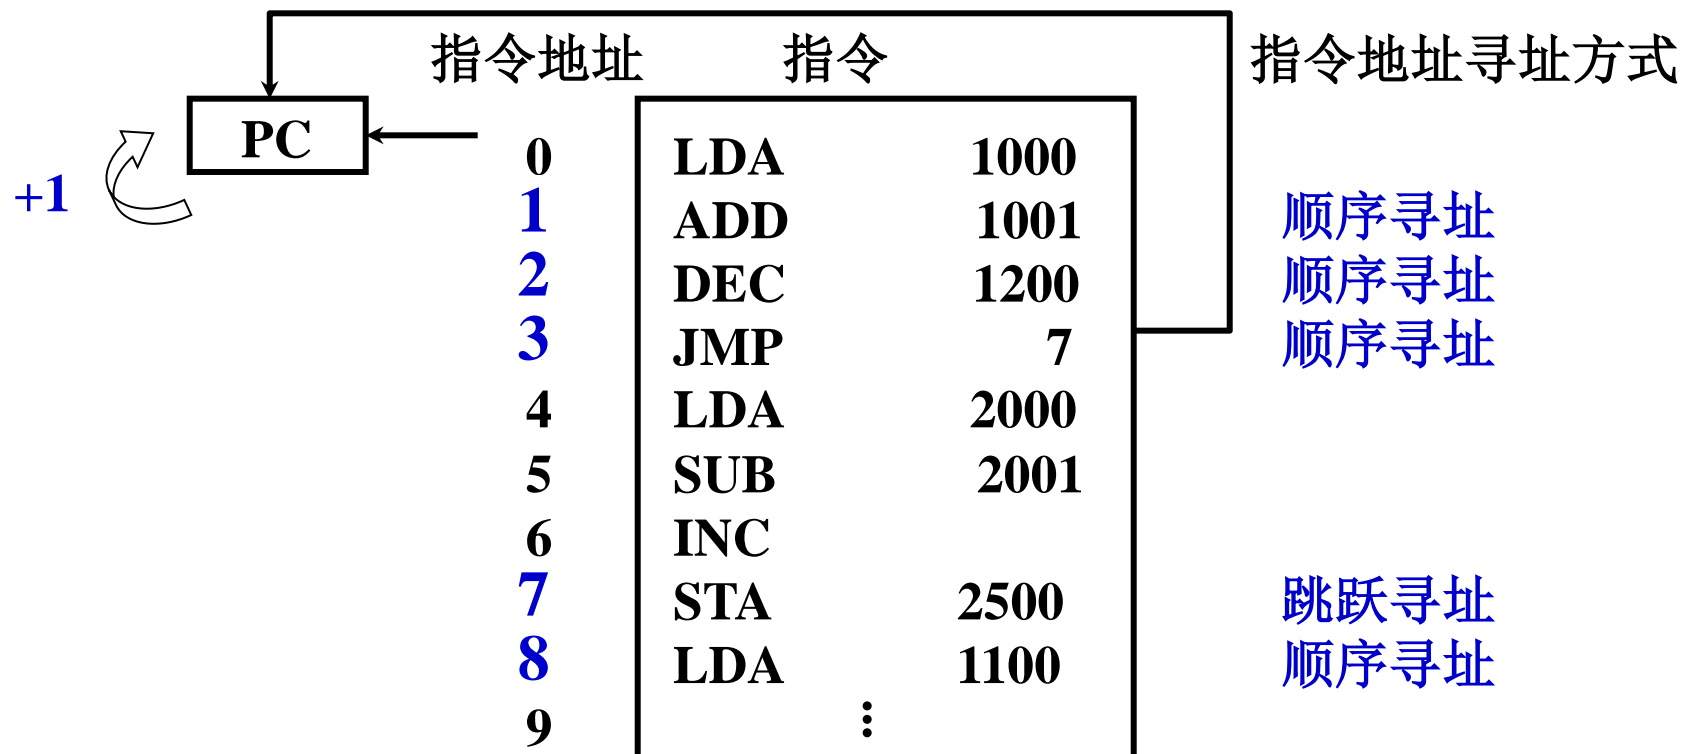 指令地址 指令 指令地址寻址方式
PC
+1
0 LDA 1000
1 ADD 1001 顺序寻址
2 DEC 1200 顺序寻址
3 JMP 7 顺序寻址
4 LDA 2000
5 SUB 2001
6 INC
7 STA 2500 跳跃寻址
8 LDA 1100 顺序寻址
9 ⋮